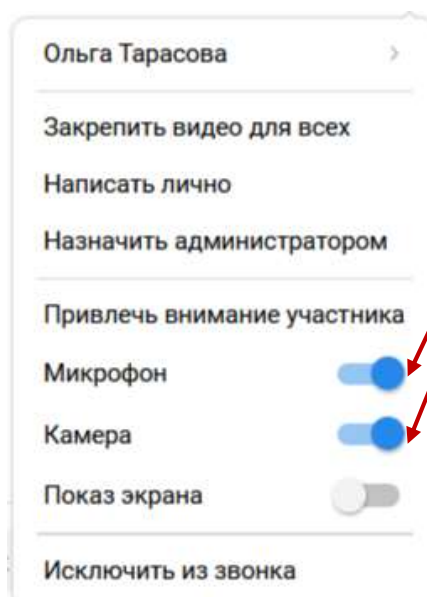 Ольга Тарасова
Закрепить видео для всех
Написать лично
Назначить администратором
Привлечь внимание участника
Микрофон
Камера
Показ экрана
Исключить из звонка